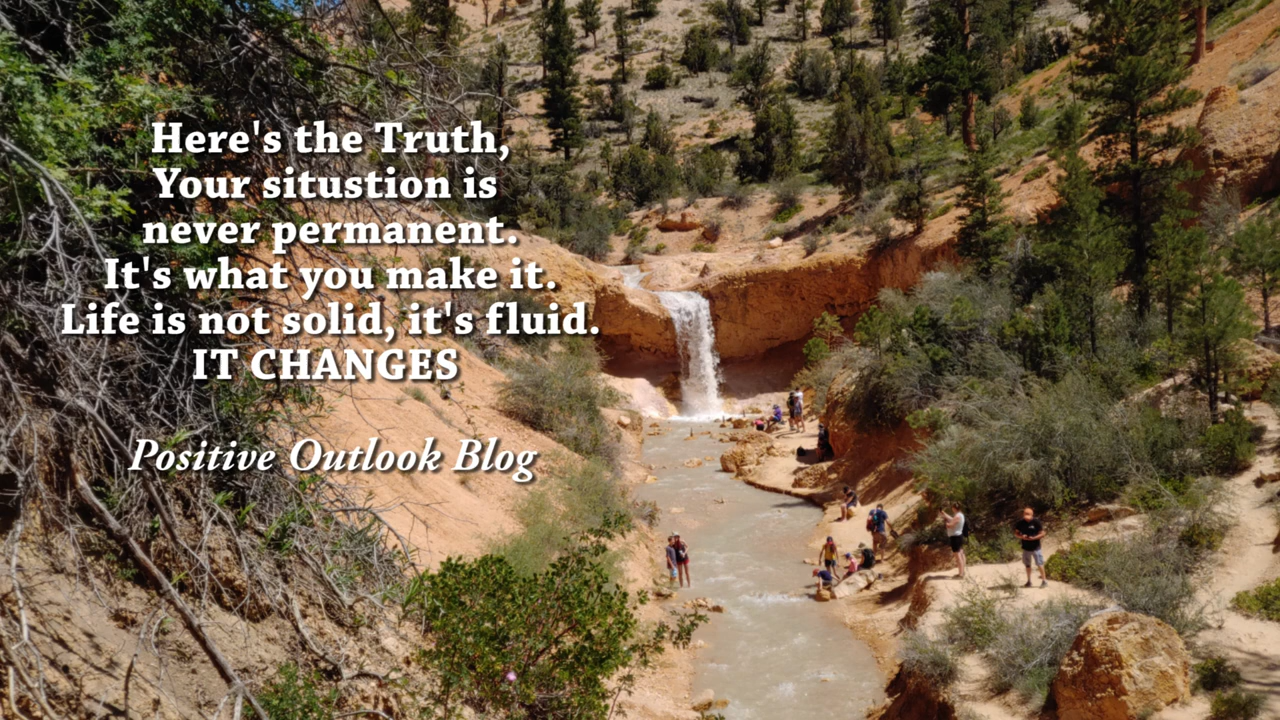 Here's the Truth,
Your situstion is
never permanent.
It's what you make it.
Life is not solid, it's fluid.
IT CHANGES
Positive Outlook Blog